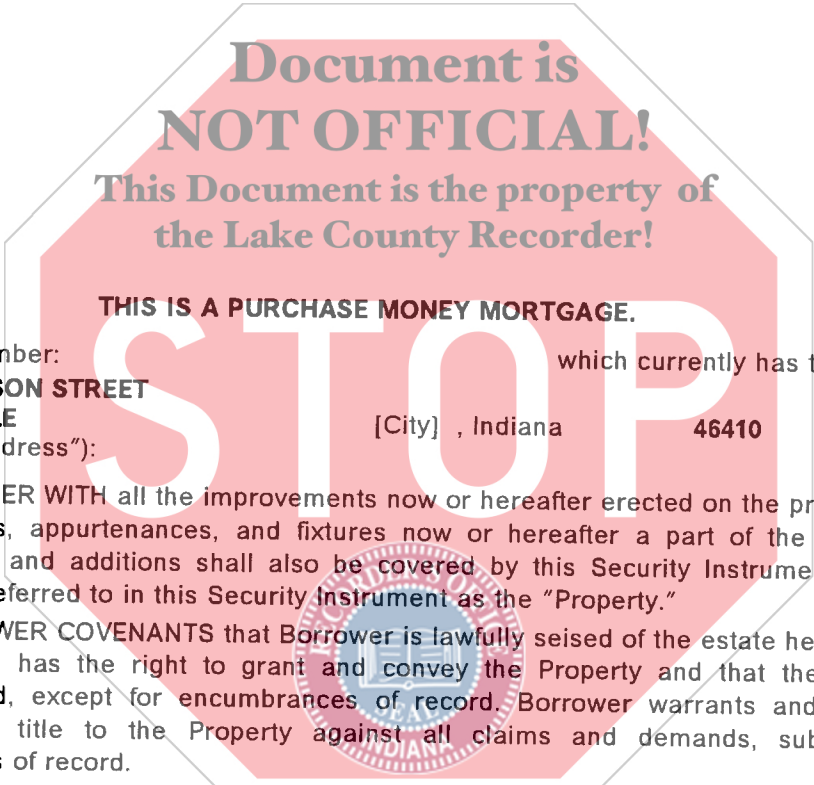 Document is
NOT OFFICIAL!
This Document is the property of
the Lake County Recorder!
STOP
THIS IS A PURCHASE MONEY MORTGAGE.
mber: which currently has t
SON STREET
LE [City] , Indiana 46410
dress"):
ER WITH all the improvements now or hereafter erected on the pr
s, appurtenances, and fixtures now or hereafter a part of the
and additions shall also be covered by this Security Instrume
eferred to in this Security Instrument as the "Property."
WER COVENANTS that Borrower is lawfully seised of the estate he
has the right to grant and convey the Property and that the
d, except for encumbrances of record. Borrower warrants and
title to the Property against all claims and demands, sub
s of record.
RECORDER'S OFFICE
SEAL
INDIANA